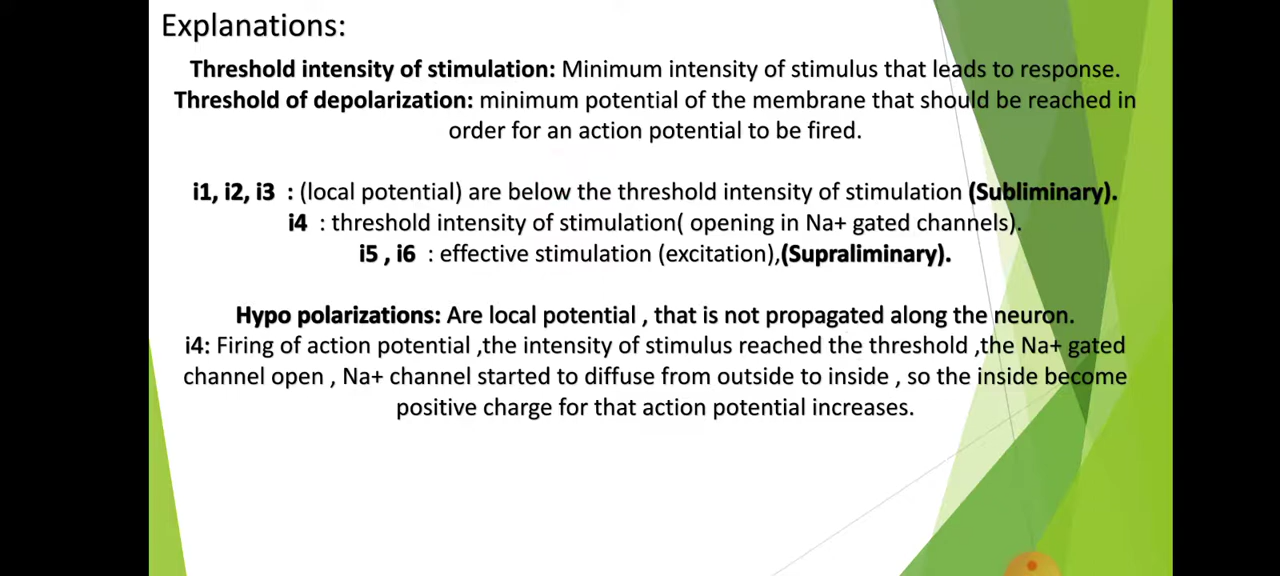 Explanations:
Threshold intensity of stimulation: Minimum intensity of stimulus that leads to response.
Threshold of depolarization: minimum potential of the membrane that should be reached in
order for an action potential to be fired.
i1, i2, i3 : (local potential) are below the threshold intensity of stimulation (Subliminary).
i4 : threshold intensity of stimulation( opening in Na+ gated channels).
i5 , i6 : effective stimulation (excitation),(Supraliminary).
Hypo polarizations: Are local potential , that is not propagated along the neuron.
i4: Firing of action potential ,the intensity of stimulus reached the threshold ,the Na+ gated
channel open , Na+ channel started to diffuse from outside to inside , so the inside become
positive charge for that action potential increases.